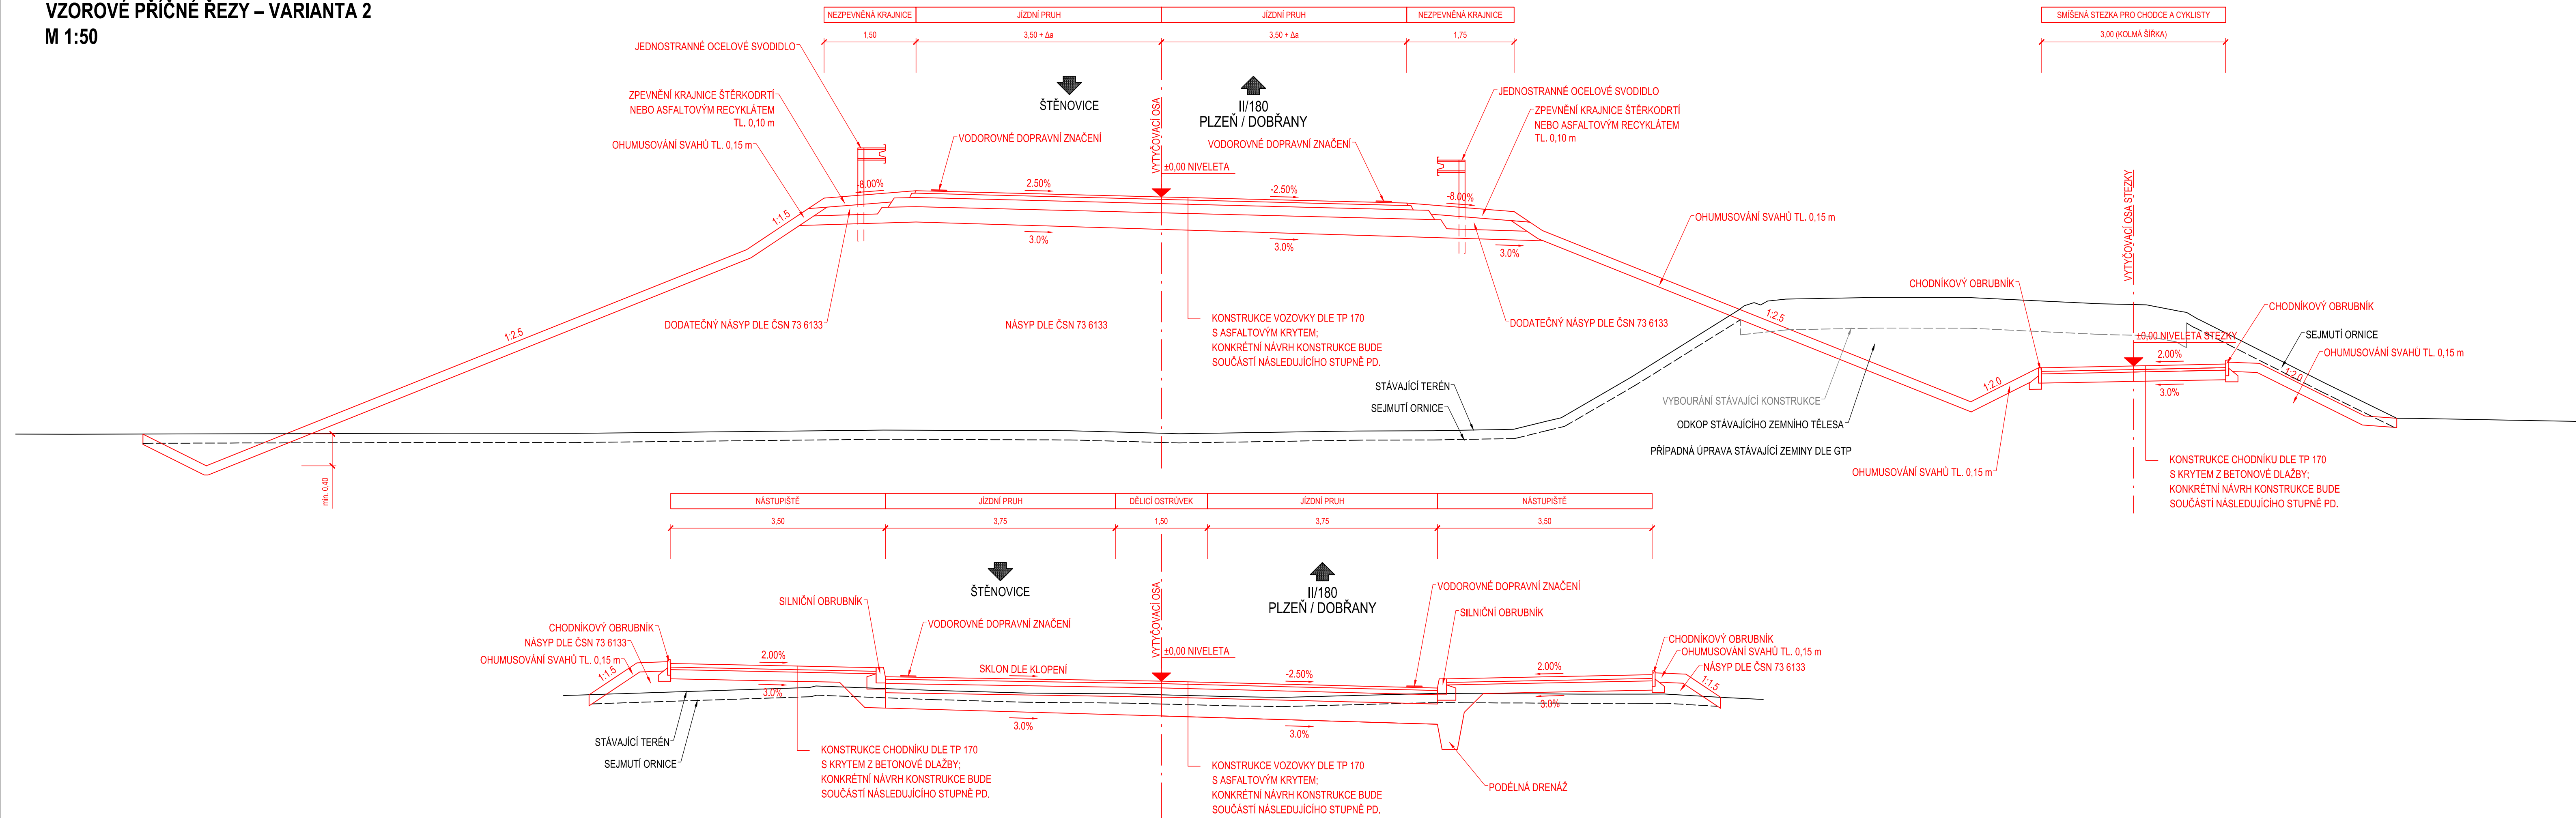 VZOROVÉ PŘÍČNÉ ŘEZY – VARIANTA 2
M 1:50
NEZPEVNĚNÁ KRAJNICE
JÍZDNÍ PRUH
JÍZDNÍ PRUH
NEZPEVNĚNÁ KRAJNICE
SMÍŠENÁ STEZKA PRO CHODCE A CYKLISTY
1,50
3,50 + Δa
3,50 + Δa
1,75
3,00 (KOLMÁ ŠÍŘKA)
JEDNOSTRANNÉ OCELOVÉ SVODIDLO
ZPEVNĚNÍ KRAJNICE ŠTĚRKODRTÍ
NEBO ASFALTOVÝM RECYKLÁTEM
TL. 0,10 m
OHUMUSOVÁNÍ SVAHŮ TL. 0,15 m
ŠTĚNOVICE
II/180
PLZEŇ / DOBŘANY
VYTYČOVACÍ OSA
VODOROVNÉ DOPRAVNÍ ZNAČENÍ
VODOROVNÉ DOPRAVNÍ ZNAČENÍ
±0,00 NIVELETA
JEDNOSTRANNÉ OCELOVÉ SVODIDLO
ZPEVNĚNÍ KRAJNICE ŠTĚRKODRTÍ
NEBO ASFALTOVÝM RECYKLÁTEM
TL. 0,10 m
-8.00%
2.50%
-2.50%
-8.00%
1:1.5
3.0%
3.0%
3.0%
OHUMUSOVÁNÍ SVAHŮ TL. 0,15 m
VYTYČOVACÍ OSA STEZKY
CHODNÍKOVÝ OBRUBNÍK
CHODNÍKOVÝ OBRUBNÍK
1:2.5
DODATEČNÝ NÁSYP DLE ČSN 73 6133
NÁSYP DLE ČSN 73 6133
KONSTRUKCE VOZOVKY DLE TP 170
S ASFALTOVÝM KRYTEM;
KONKRÉTNÍ NÁVRH KONSTRUKCE BUDE
SOUČÁSTÍ NÁSLEDUJÍCÍHO STUPNĚ PD.
DODATEČNÝ NÁSYP DLE ČSN 73 6133
1:2.5
±0,00 NIVELETA STEZKY
SEJMUTÍ ORNICE
OHUMUSOVÁNÍ SVAHŮ TL. 0,15 m
2.00%
1:2.0
1:2.0
3.0%
STÁVAJÍCÍ TERÉN
SEJMUTÍ ORNICE
VYBOURÁNÍ STÁVAJÍCÍ KONSTRUKCE
ODKOP STÁVAJÍCÍHO ZEMNÍHO TĚLESA
PŘÍPADNÁ ÚPRAVA STÁVAJÍCÍ ZEMINY DLE GTP
OHUMUSOVÁNÍ SVAHŮ TL. 0,15 m
KONSTRUKCE CHODNÍKU DLE TP 170
S KRYTEM Z BETONOVÉ DLAŽBY;
KONKRÉTNÍ NÁVRH KONSTRUKCE BUDE
SOUČÁSTÍ NÁSLEDUJÍCÍHO STUPNĚ PD.
min. 0,40
NÁSTUPIŠTĚ
JÍZDNÍ PRUH
DĚLICÍ OSTRŮVEK
JÍZDNÍ PRUH
NÁSTUPIŠTĚ
3,50
3,75
1,50
3,75
3,50
ŠTĚNOVICE
II/180
PLZEŇ / DOBŘANY
VYTYČOVACÍ OSA
SILNIČNÍ OBRUBNÍK
VODOROVNÉ DOPRAVNÍ ZNAČENÍ
VODOROVNÉ DOPRAVNÍ ZNAČENÍ
SILNIČNÍ OBRUBNÍK
CHODNÍKOVÝ OBRUBNÍK
NÁSYP DLE ČSN 73 6133
OHUMUSOVÁNÍ SVAHŮ TL. 0,15 m
1:1.5
2.00%
SKLON DLE KLOPENÍ
±0,00 NIVELETA
-2.50%
2.00%
CHODNÍKOVÝ OBRUBNÍK
OHUMUSOVÁNÍ SVAHŮ TL. 0,15 m
NÁSYP DLE ČSN 73 6133
1:1.5
3.0%
3.0%
3.0%
3.0%
STÁVAJÍCÍ TERÉN
SEJMUTÍ ORNICE
KONSTRUKCE CHODNÍKU DLE TP 170
S KRYTEM Z BETONOVÉ DLAŽBY;
KONKRÉTNÍ NÁVRH KONSTRUKCE BUDE
SOUČÁSTÍ NÁSLEDUJÍCÍHO STUPNĚ PD.
KONSTRUKCE VOZOVKY DLE TP 170
S ASFALTOVÝM KRYTEM;
KONKRÉTNÍ NÁVRH KONSTRUKCE BUDE
SOUČÁSTÍ NÁSLEDUJÍCÍHO STUPNĚ PD.
PODÉLNÁ DRENÁŽ